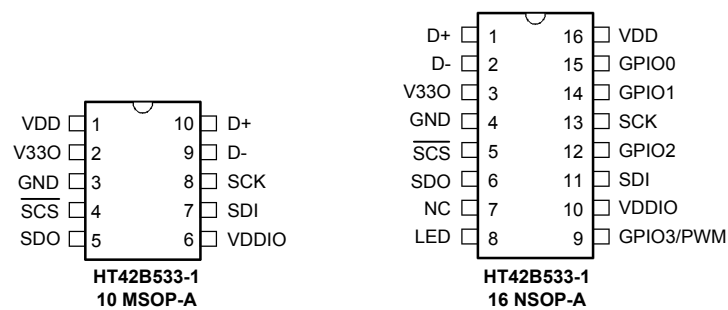 VDD 1 10 D+
V33O 2 9 D-
GND 3 8 SCK
SCS 4 7 SDI
SDO 5 6 VDDIO
HT42B533-1
10 MSOP-A
D+ 1 16 VDD
D- 2 15 GPIO0
V33O 3 14 GPIO1
GND 4 13 SCK
SCS 5 12 GPIO2
SDO 6 11 SDI
NC 7 10 VDDIO
LED 8 9 GPIO3/PWM
HT42B533-1
16 NSOP-A